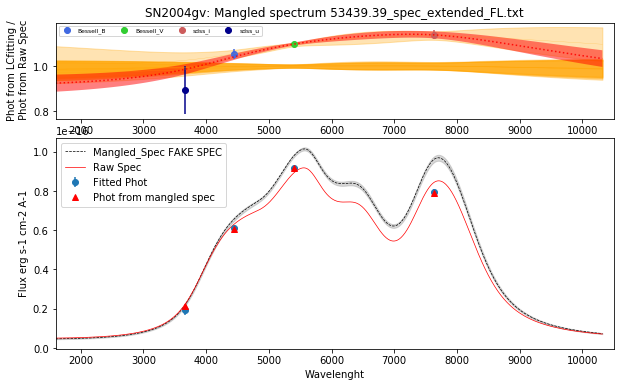 SN2004gv: Mangled spectrum 53439.39_spec_extended_FL.txt
Phot from LCfitting /
Phot from Raw Spec
Bessell_B Bessell_V sdss_i sdss_u
1.0
0.8
2000 3000 4000 5000 6000 7000 8000 9000 10000
1e−16
Mangled_Spec FAKE SPEC
Raw Spec
Fitted Phot
Phot from mangled spec
Flux erg s-1 cm-2 A-1
1.0
0.8
0.6
0.4
0.2
0.0
2000 3000 4000 5000 6000 7000 8000 9000 10000
Wavelenght